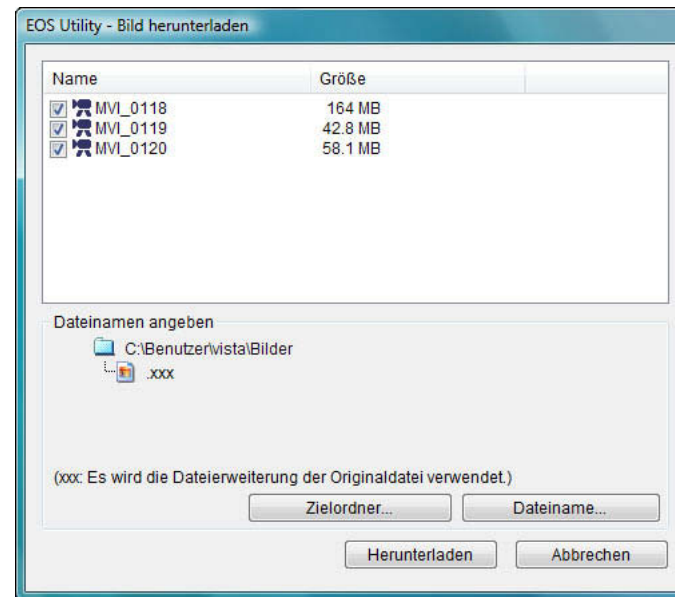 EOS Utility - Bild herunterladen
Name Größe
MVI_0118 164 MB
MVI_0119 42.8 MB
MVI_0120 58.1 MB
Dateinamen angeben
C:\Benutzer\vista\Bilder
.xxx
(xxx: Es wird die Dateierweiterung der Originaldatei verwendet.)
Zielordner... Dateiname...
Herunterladen Abbrechen